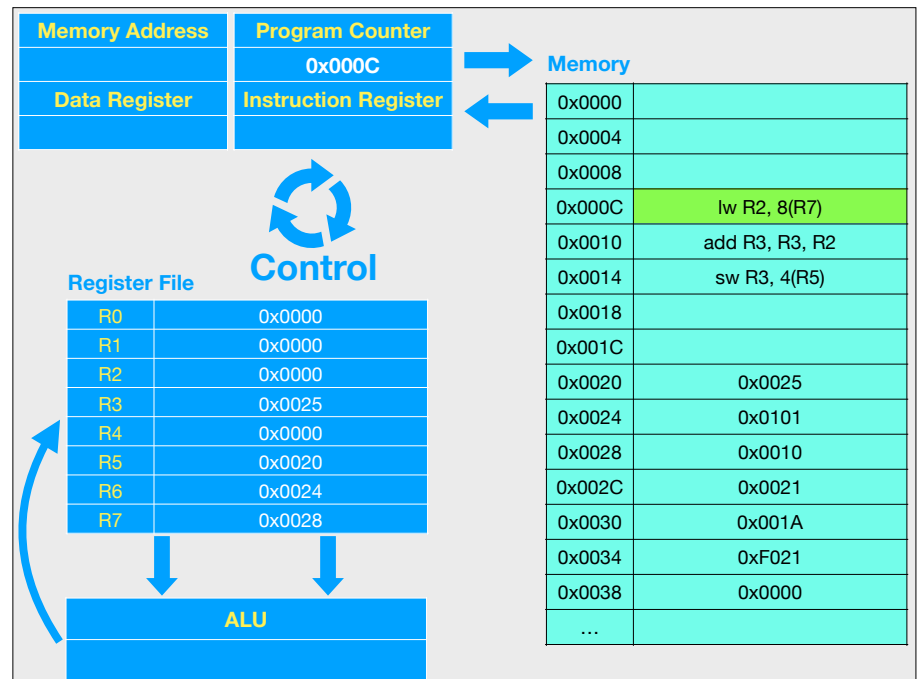 Memory Address Program Counter
0x000C
Data Register Instruction Register
Control
Register File
R0 0x0000
R1 0x0000
R2 0x0000
R3 0x0025
R4 0x0000
R5 0x0020
R6 0x0024
R7 0x0028
ALU
Memory
0x0000
0x0004
0x0008
0x000C lw R2, 8(R7)
0x0010 add R3, R3, R2
0x0014 sw R3, 4(R5)
0x0018
0x001C
0x0020 0x0025
0x0024 0x0101
0x0028 0x0010
0x002C 0x0021
0x0030 0x001A
0x0034 0xF021
0x0038 0x0000
…